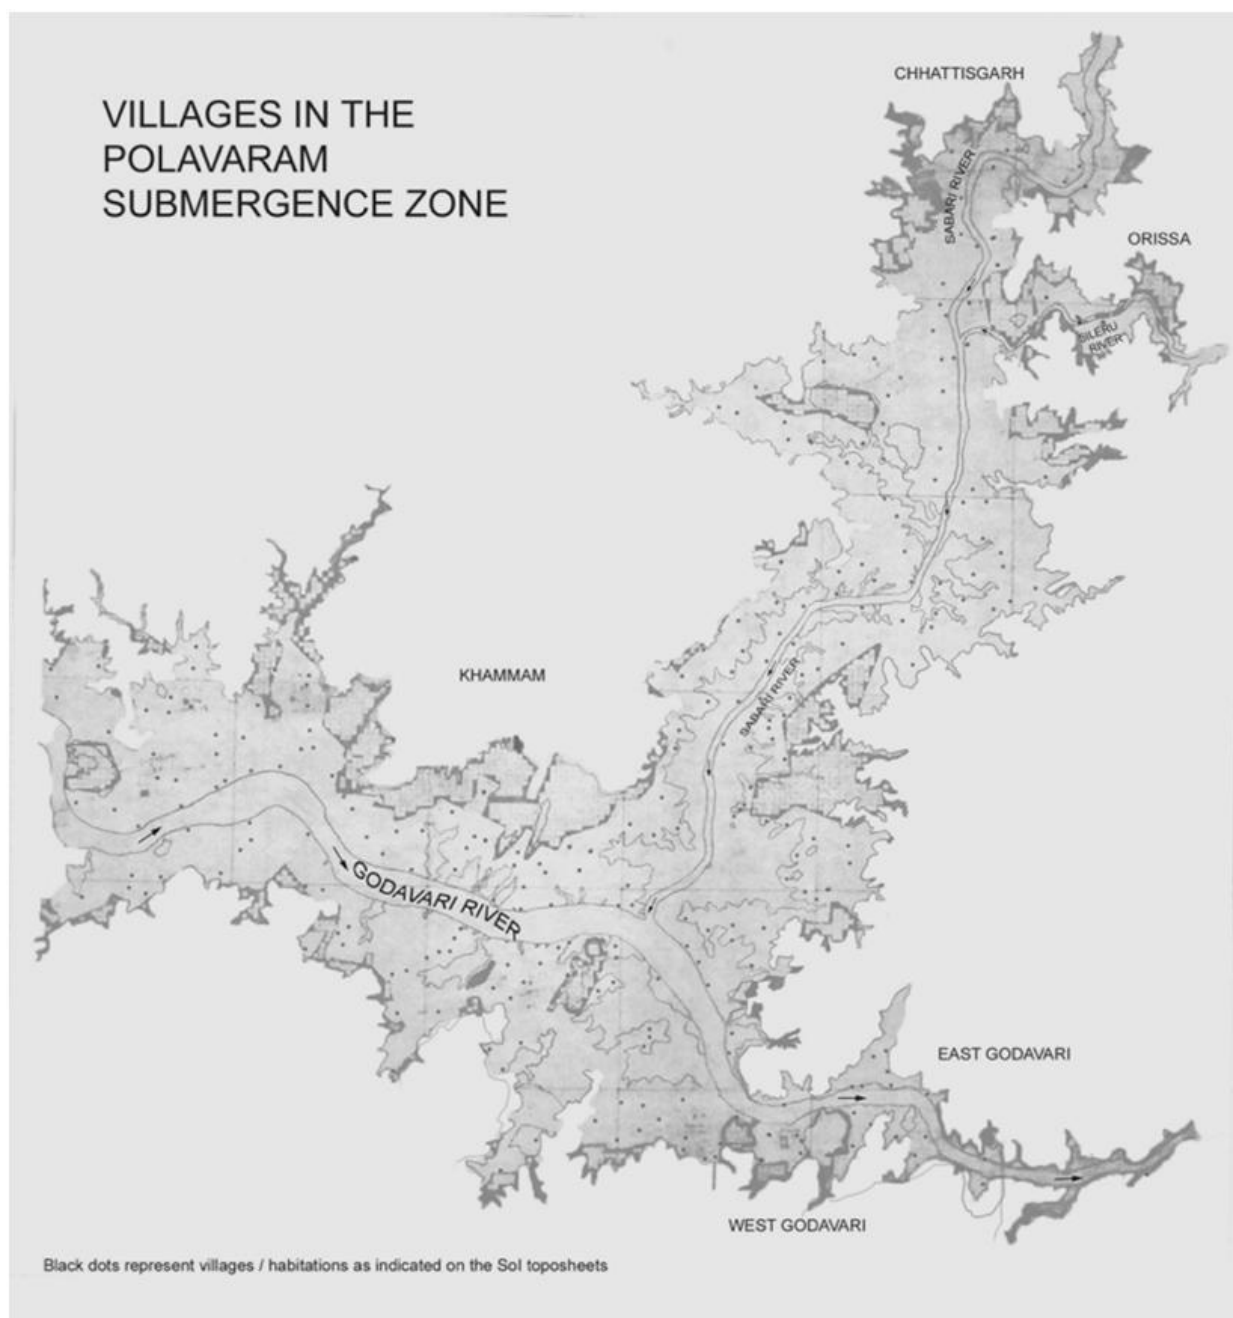 VILLAGES IN THE
POLAVARAM
SUBMERGENCE ZONE
CHHATTISGARH
SABARI RIVER
ORISSA
SILERU
RIVER
KHAMMAM
SABARI RIVER
GODAVARI RIVER
EAST GODAVARI
WEST GODAVARI
Black dots represent villages / habitations as indicated on the SoI toposheets